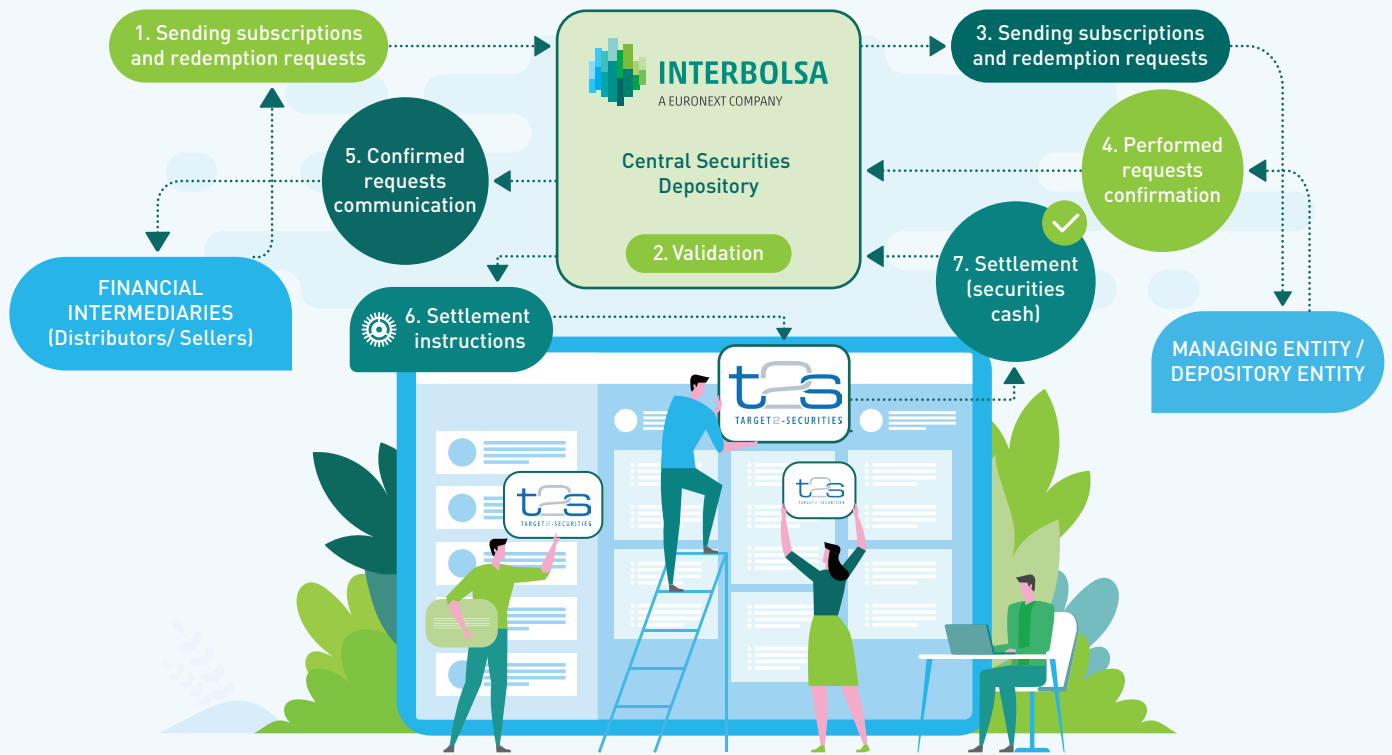 1. Sending subscriptions
and redemption requests
INTERBOLSA
A EURONEXT COMPANY
Central Securities
Depository
2. Validation
3. Sending subscriptions
and redemption requests
4. Performed
requests
confirmation
5. Confirmed
requests
communication
7. Settlement
(securities
cash)
FINANCIAL
INTERMEDIARIES
(Distributors/ Sellers)
6. Settlement
instructions
MANAGING ENTITY /
DEPOSITORY ENTITY
t2s
TARGET2-SECURITIES
t2s
TARGET2-SECURITIES
t2s
TARGET2-SECURITIES